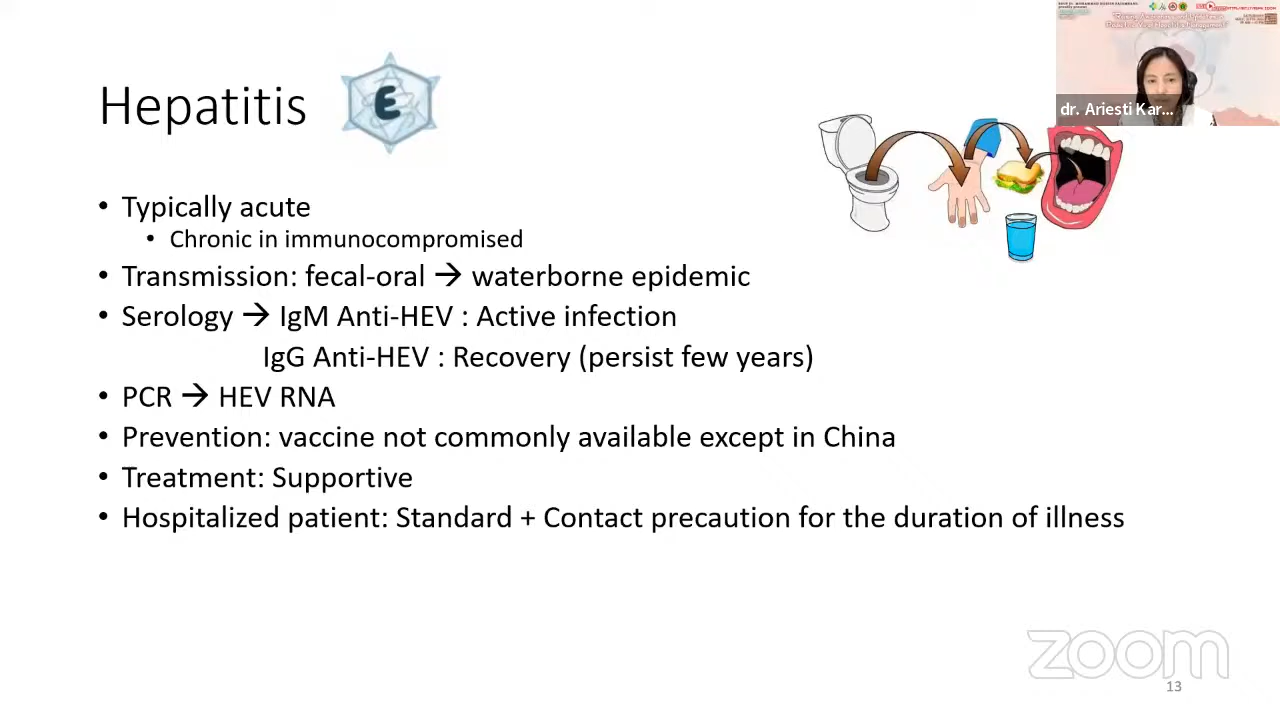 Hepatitis E
• Typically acute
• Chronic in immunocompromised
• Transmission: fecal-oral → waterborne epidemic
• Serology → IgM Anti-HEV : Active infection
IgG Anti-HEV : Recovery (persist few years)
• PCR → HEV RNA
• Prevention: vaccine not commonly available except in China
• Treatment: Supportive
• Hospitalized patient: Standard + Contact precaution for the duration of illness
dr. Ariesti Kar...
zoom
13